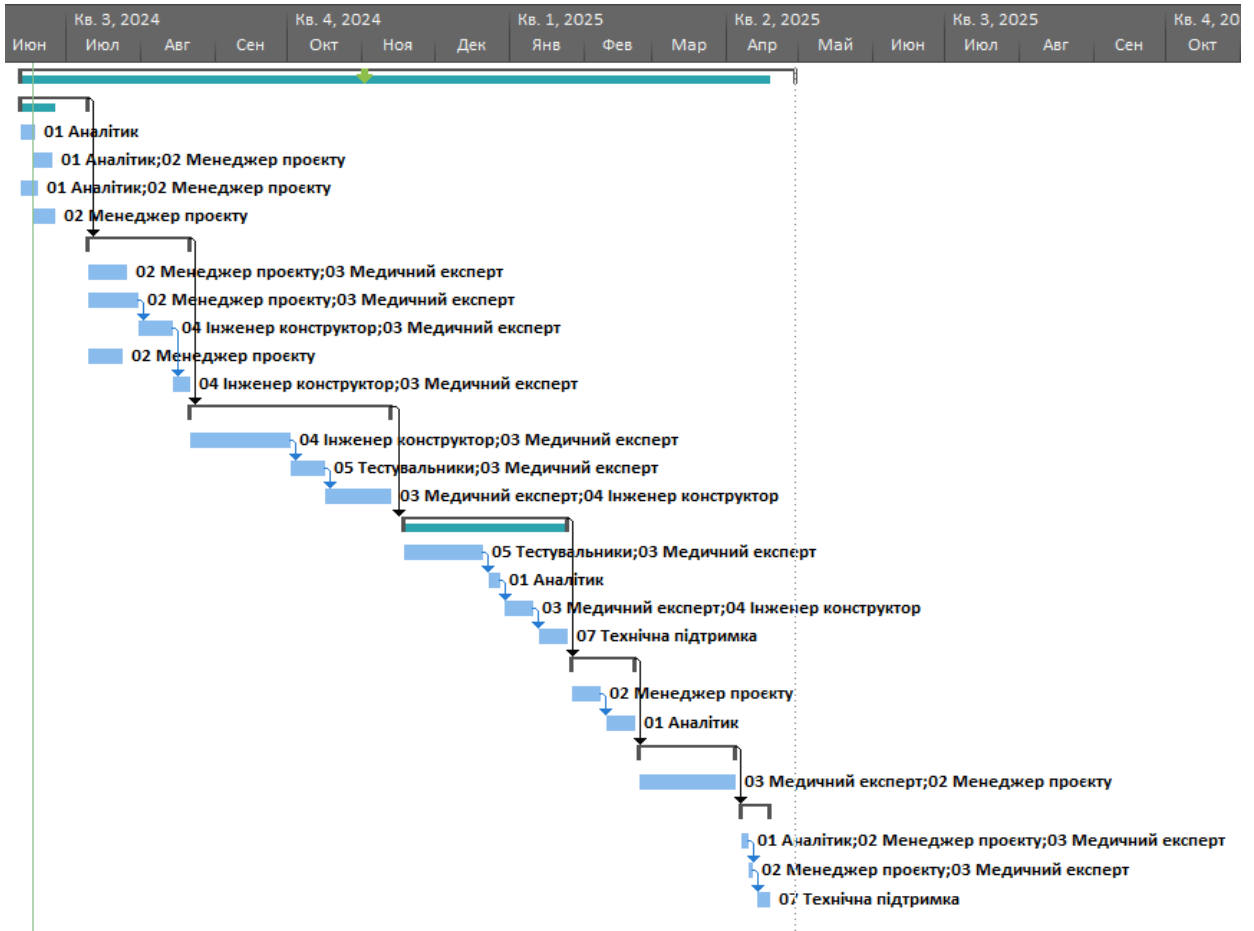 Кв. 3, 2024 Кв. 4, 2024 Кв. 1, 2025 Кв. 2, 2025 Кв. 3, 2025 Кв. 4, 20
Июн Июл Авг Сен Окт Ноя Дек Янв Фев Мар Апр Май Июн Июл Авг Сен Окт
01 Аналітик
01 Аналітик;02 Менеджер проєкту
01 Аналітик;02 Менеджер проєкту
02 Менеджер проєкту
02 Менеджер проєкту;03 Медичний експерт
02 Менеджер проєкту;03 Медичний експерт
04 Інженер конструктор;03 Медичний експерт
02 Менеджер проєкту
04 Інженер конструктор;03 Медичний експерт
04 Інженер конструктор;03 Медичний експерт
05 Тестувальники;03 Медичний експерт
03 Медичний експерт;04 Інженер конструктор
05 Тестувальники;03 Медичний експерт
01 Аналітик
03 Медичний експерт;04 Інженер конструктор
07 Технічна підтримка
02 Менеджер проєкту
01 Аналітик
03 Медичний експерт;02 Менеджер проєкту
01 Аналітик;02 Менеджер проєкту;03 Медичний експерт
02 Менеджер проєкту;03 Медичний експерт
07 Технічна підтримка